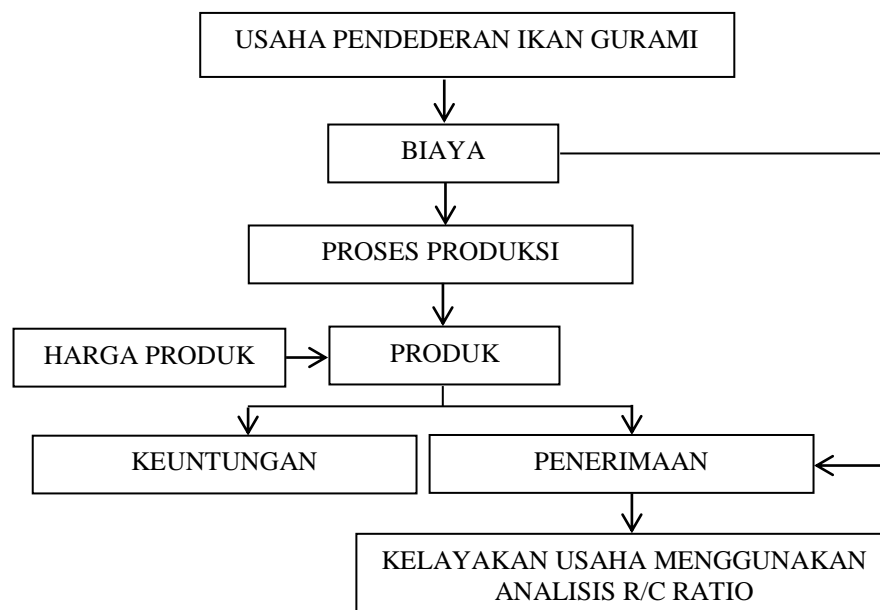 USAHA PENDEDERAN IKAN GURAMI
BIAYA
PROSES PRODUKSI
HARGA PRODUK
PRODUK
KEUNTUNGAN
PENERIMAAN
KELAYAKAN USAHA MENGGUNAKAN
ANALISIS R/C RATIO